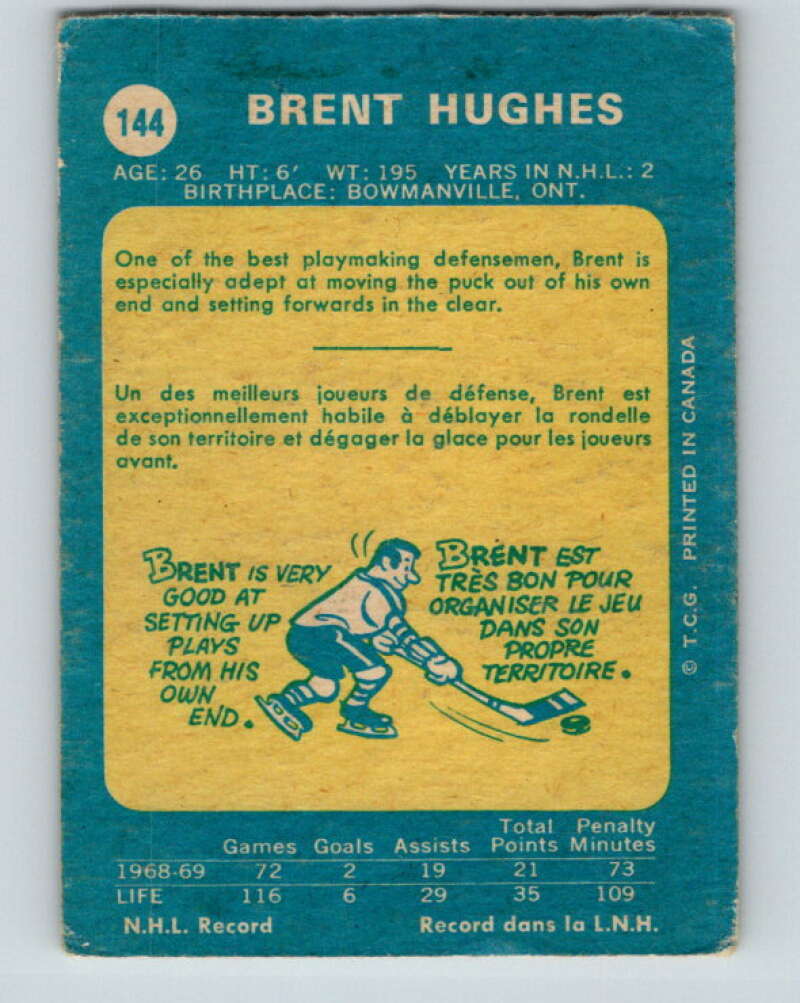 144
BRENT HUGHES
AGE: 26 HT: 6′ WT: 195 YEARS IN N.H.L.: 2
BIRTHPLACE: BOWMANVILLE, ONT.
One of the best playmaking defensemen, Brent is
especially adept at moving the puck out of his own
end and setting forwards in the clear.
Un des meilleurs joueurs de défense, Brent est
exceptionnellement habile à déblayer la rondelle
de son territoire et dégager la glace pour les joueurs
avant.
BRENT IS VERY
GOOD AT
SETTING UP
PLAYS
FROM HIS
OWN
END.
BRENT EST
TRÈS BON POUR
ORGANISER LE JEU
DANS SON
PROPRE
TERRITOIRE.
© T.C.G. PRINTED IN CANADA
Games Goals Assists Total Points Penalty Minutes
1968-69 72 2 19 21 73
LIFE 116 6 29 35 109
N.H.L. Record Record dans la L.N.H.